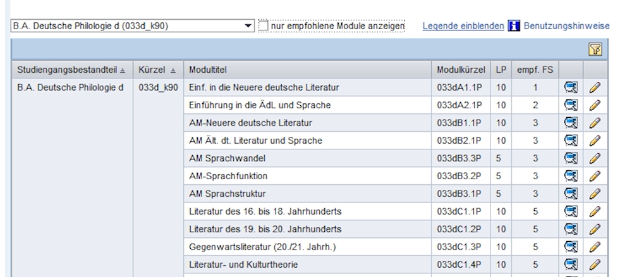 B.A. Deutsche Philologie d (033d_k90) nur empfohlene Module anzeigen Legende einblenden i Benutzungshinweise
Studiengangsbestandteil Kürzel Modultitel Modulkürzel LP empf. FS
B.A. Deutsche Philologie d 033d_k90 Einf. in die Neuere deutsche Literatur 033dA1.1P 10 1
Einführung in die ÄdL und Sprache 033dA2.1P 10 2
AM-Neuere deutsche Literatur 033dB1.1P 10 3
AM Ält. dt. Literatur und Sprache 033dB2.1P 10 3
AM Sprachwandel 033dB3.3P 5 3
AM-Sprachfunktion 033dB3.2P 5 3
AM Sprachstruktur 033dB3.1P 5 3
Literatur des 16. bis 18. Jahrhunderts 033dC1.1P 10 5
Literatur des 19. bis 20. Jahrhunderts 033dC1.2P 10 5
Gegenwartsliteratur (20./21. Jahrh.) 033dC1.3P 10 5
Literatur- und Kulturtheorie 033dC1.4P 10 5